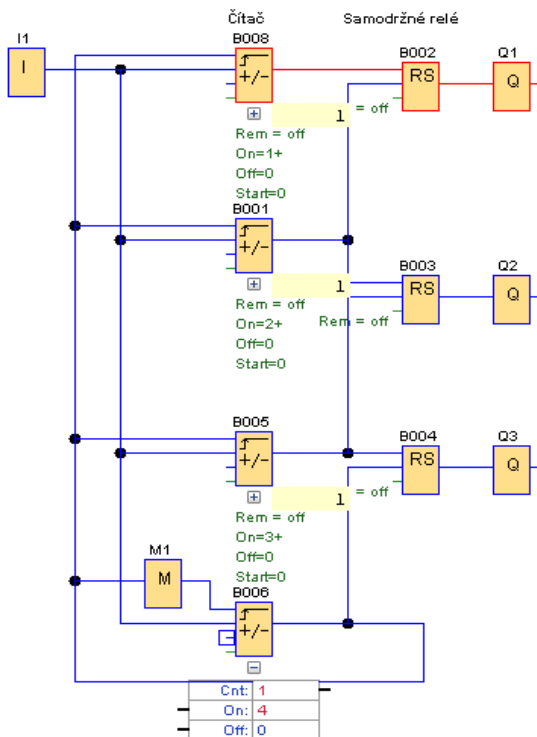 Čítač Samodržné relé
I1 B008 B002 Q1
I +/- RS Q
1 = off
Rem = off
On=1+
Off=0
Start=0
B001
+/-
B003 Q2
1 RS Q
Rem = off Rem = off
On=2+
Off=0
Start=0
B005 B004 Q3
+/- RS Q
1 = off
Rem = off
On=3+
Off=0
Start=0
M1
M
B006
+/-
Cnt: 1
On: 4
Off: 0